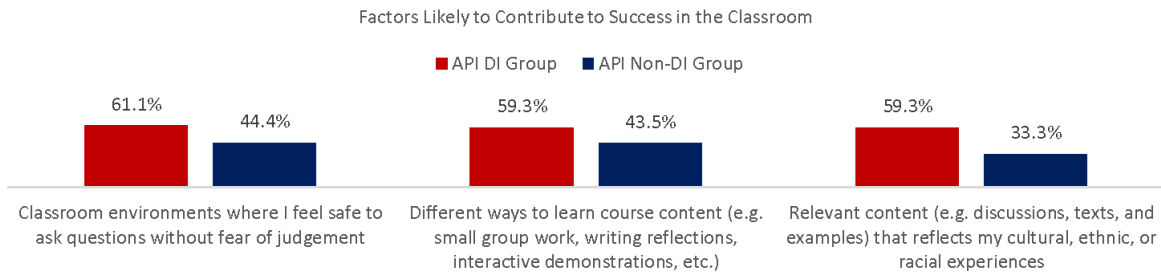 Factors Likely to Contribute to Success in the Classroom
API DI Group API Non-DI Group
61.1% 44.4% 59.3% 43.5% 59.3% 33.3%
Classroom environments where I feel safe to
ask questions without fear of judgement
Different ways to learn course content (e.g.
small group work, writing reflections,
interactive demonstrations, etc.)
Relevant content (e.g. discussions, texts, and
examples) that reflects my cultural, ethnic, or
racial experiences